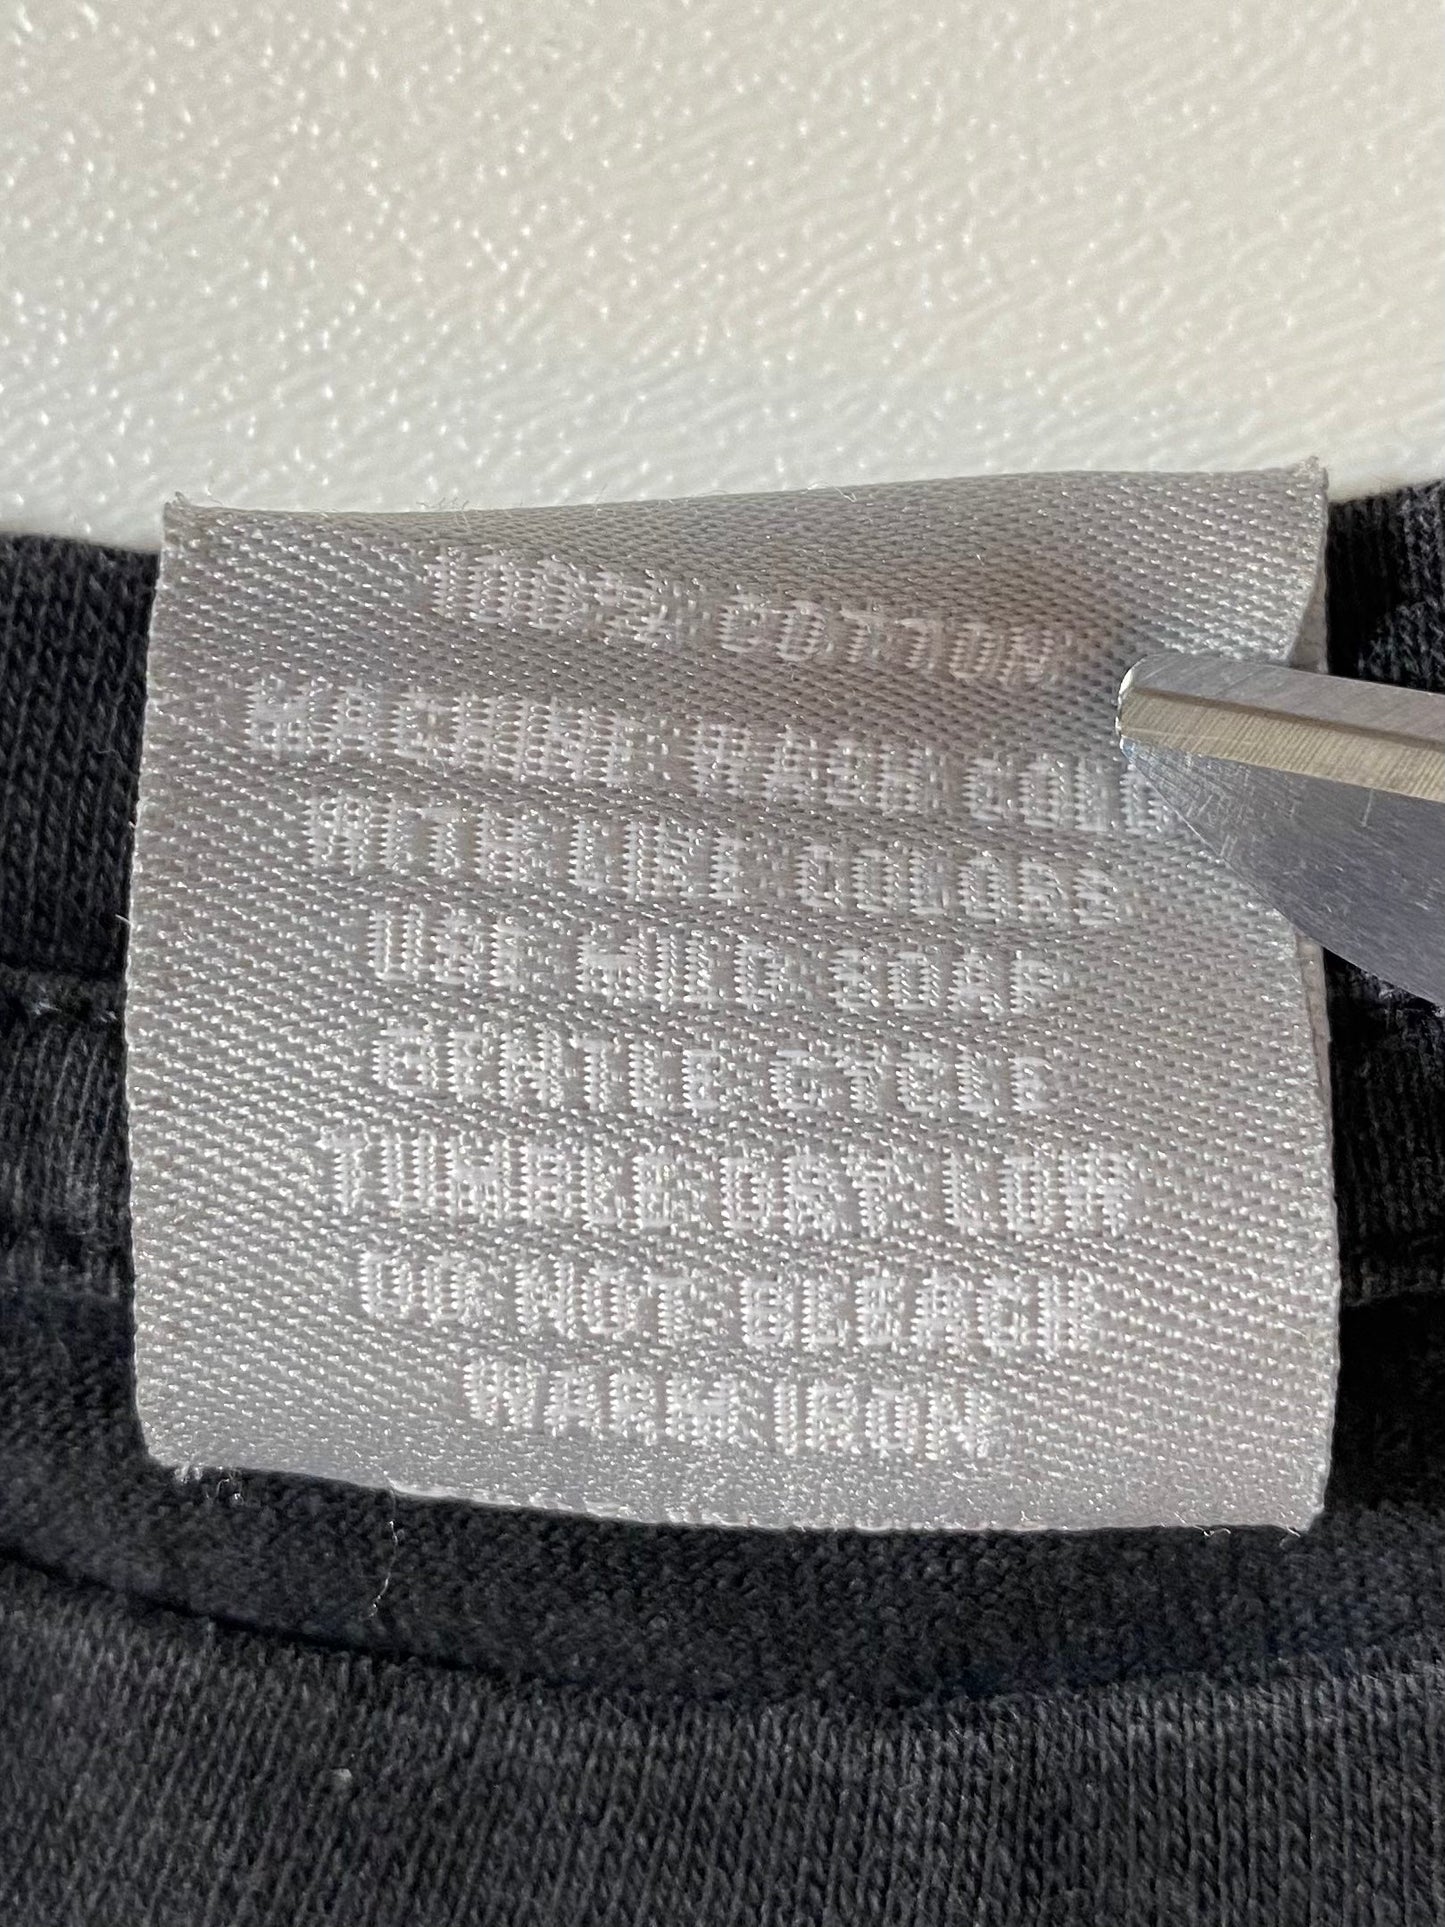 100% COTTON
MACHINE WASH COLD
WITH LIKE COLORS
USE MILD SOAP
GENTLE CYCLE
TUMBLE DRY LOW
DO NOT BLEACH
WARM IRON